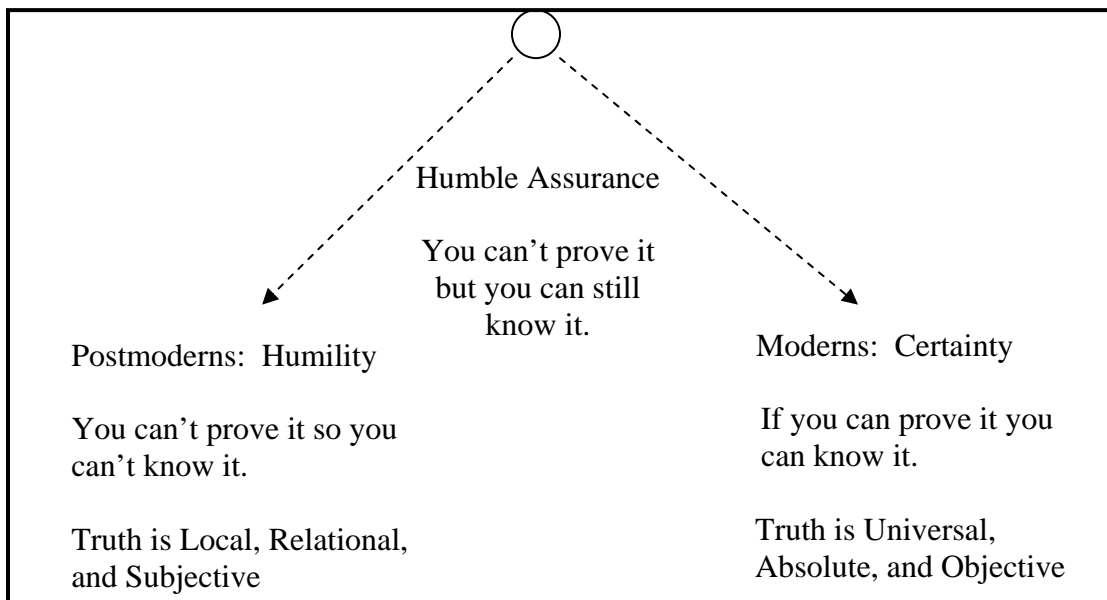 Humble Assurance
You can’t prove it
but you can still
know it.
Postmoderns:  Humility
You can’t prove it so you
can’t know it.
Truth is Local, Relational,
and Subjective
Moderns:  Certainty
If you can prove it you
can know it.
Truth is Universal,
Absolute, and Objective